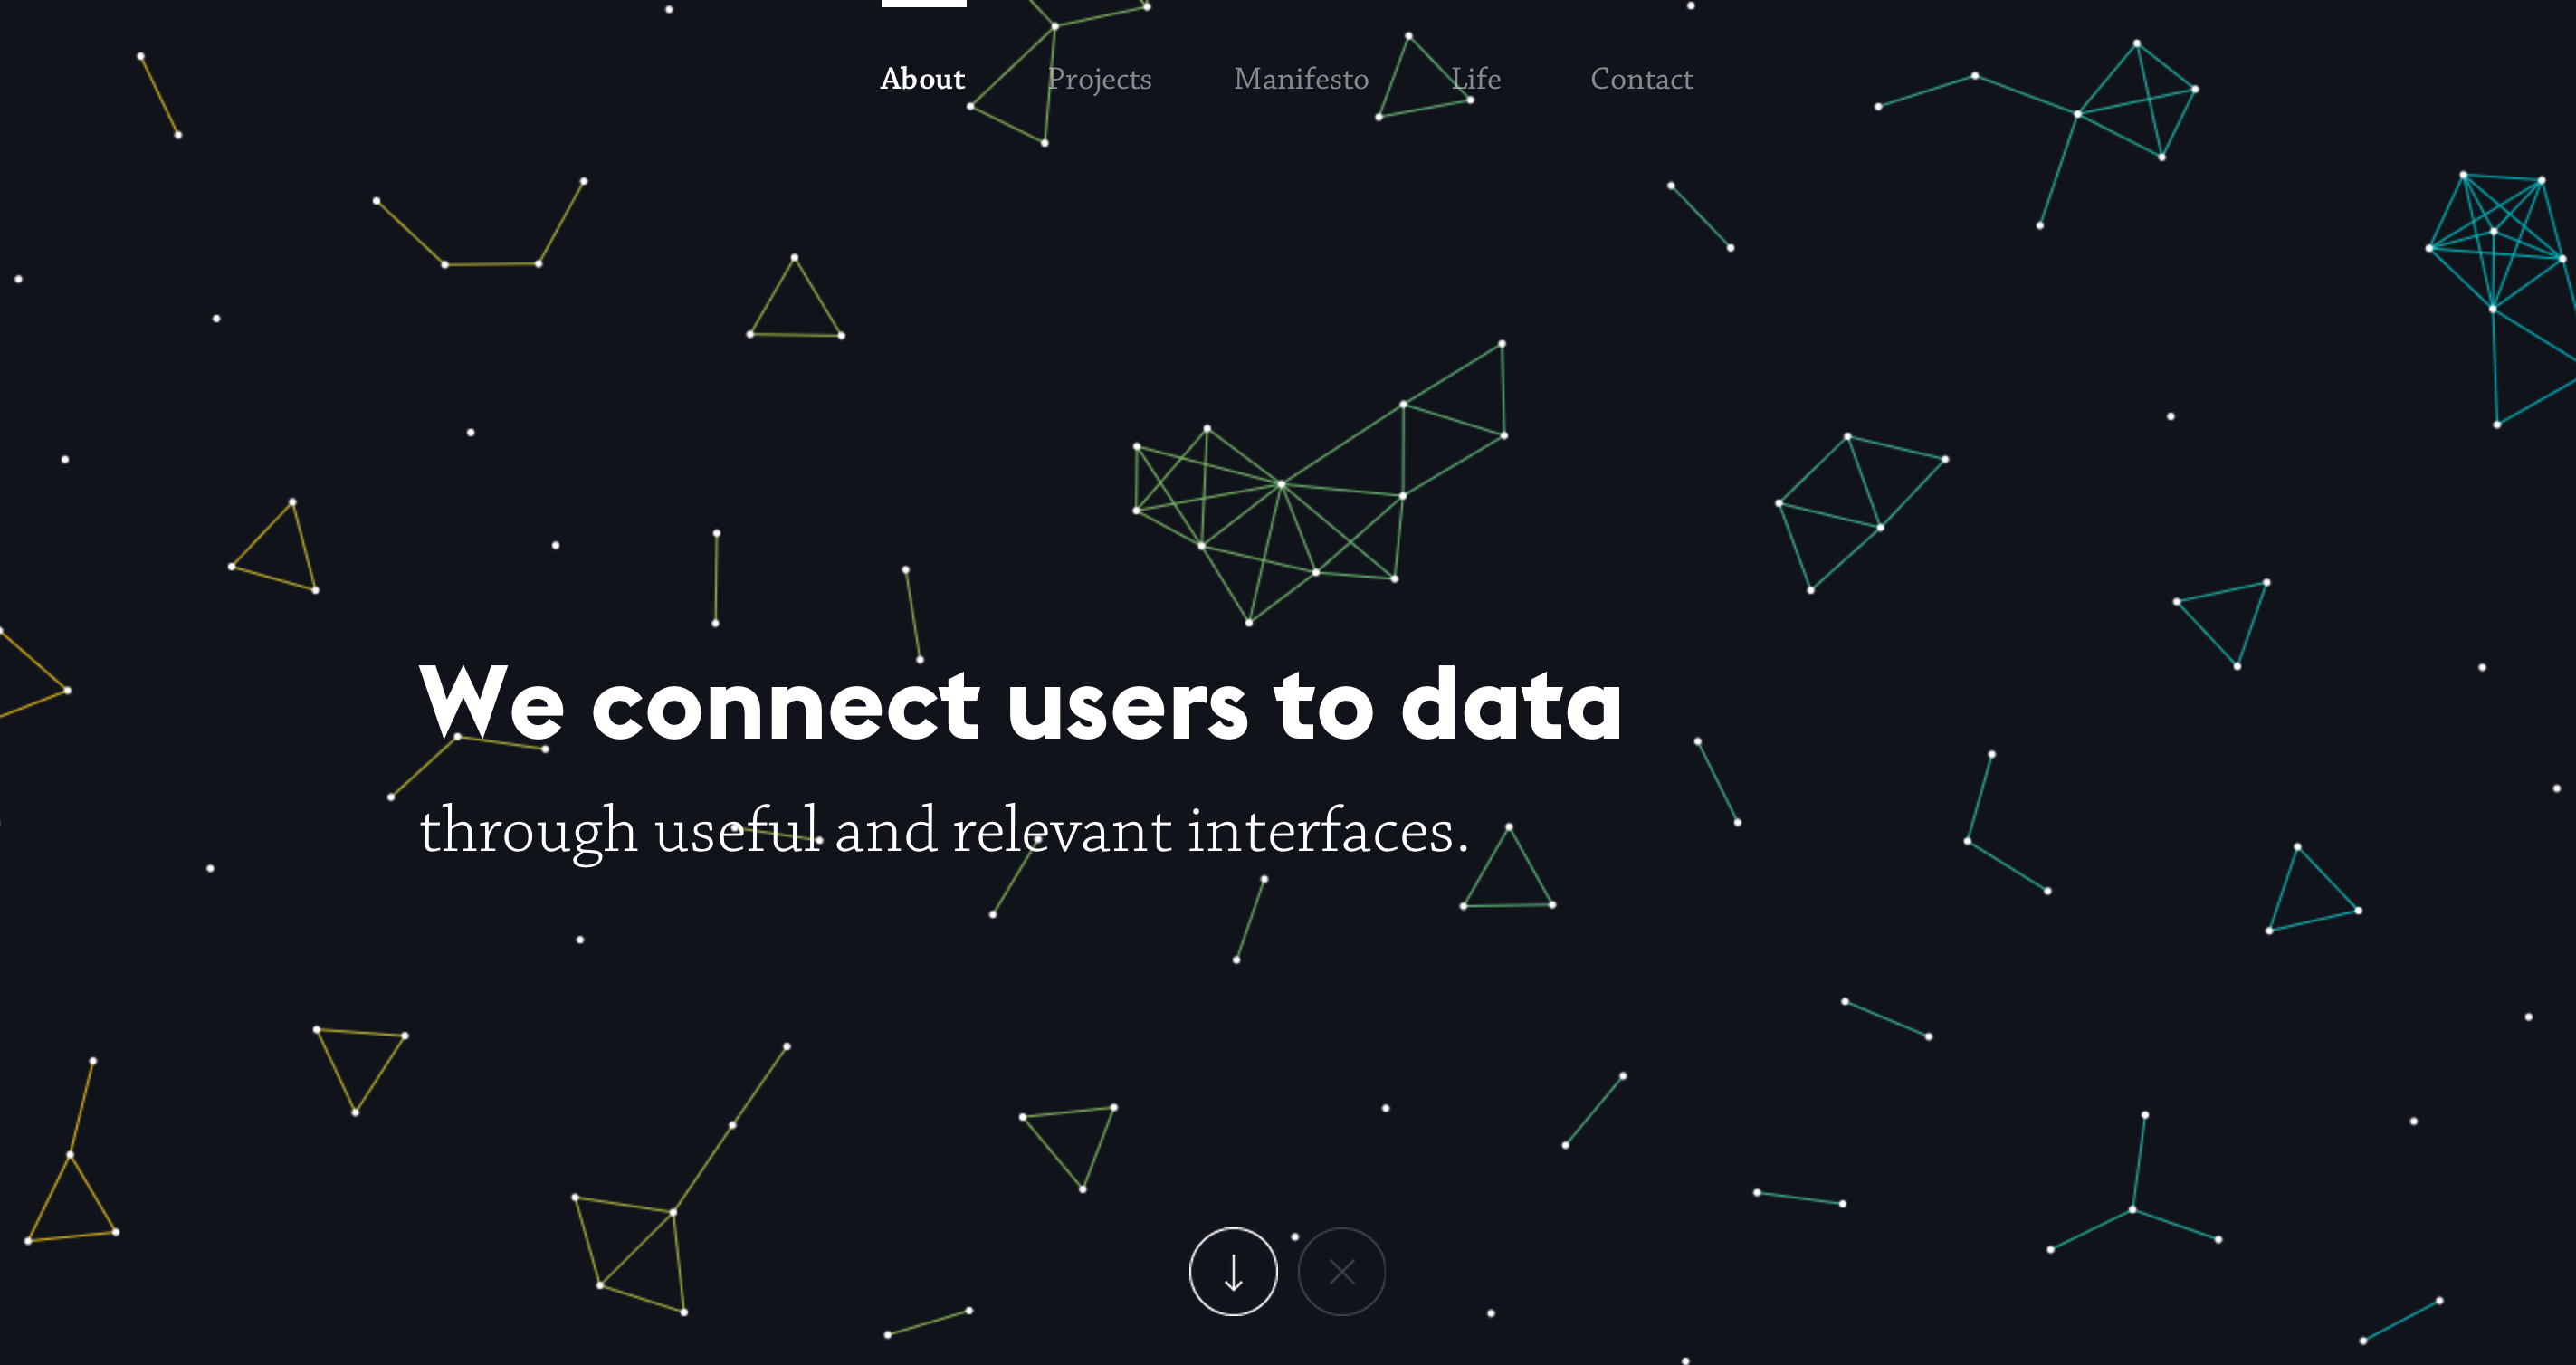 About Projects Manifesto Life Contact
We connect users to data
through useful and relevant interfaces.